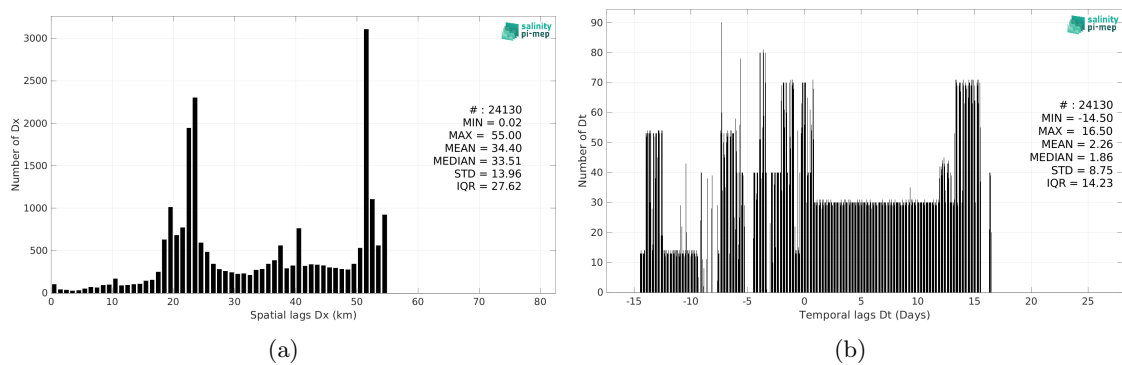 salinity
pi-mep
3000
2500
2000
1500
1000
500
0
Number of Dx
# : 24130
MIN = 0.02
MAX = 55.00
MEAN = 34.40
MEDIAN = 33.51
STD = 13.96
IQR = 27.62
0 10 20 30 40 50 60 70 80
Spatial lags Dx (km)
(a)
salinity
pi-mep
90
80
70
60
50
40
30
20
10
0
Number of Dt
# : 24130
MIN = -14.50
MAX = 16.50
MEAN = 2.26
MEDIAN = 1.86
STD = 8.75
IQR = 14.23
-15 -10 -5 0 5 10 15 20 25
Temporal lags Dt (Days)
(b)